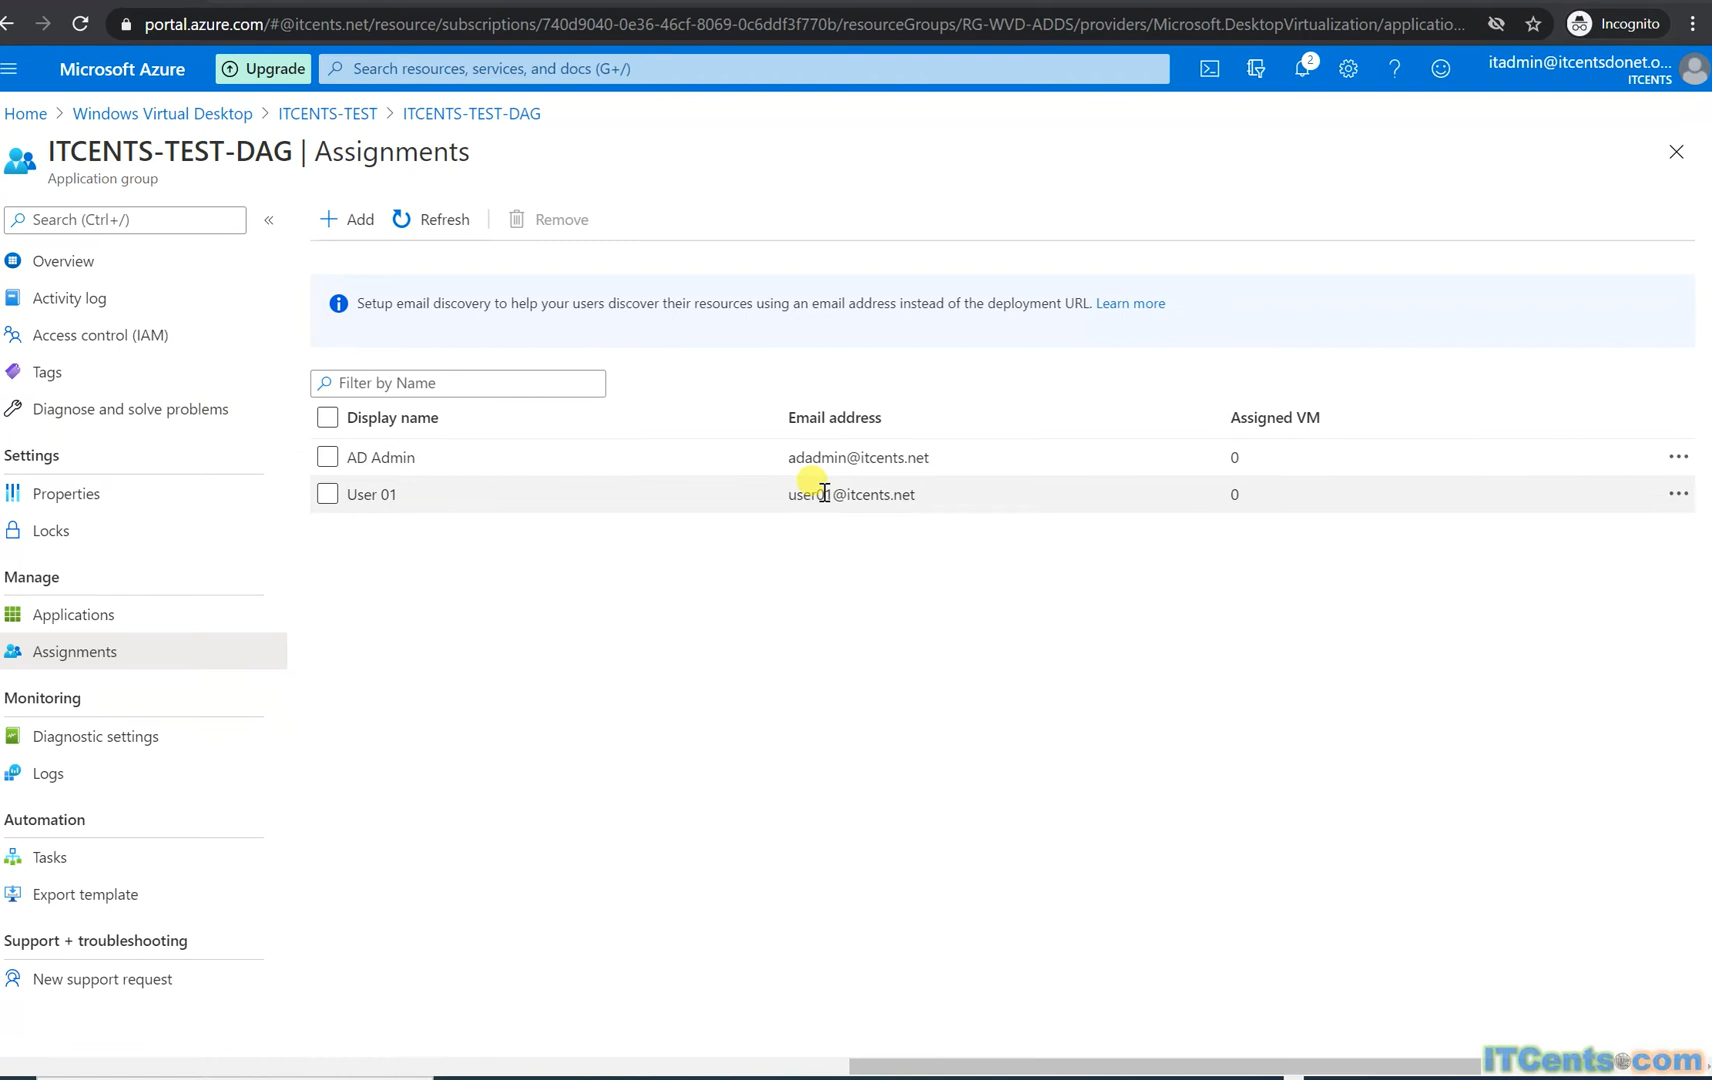 portal.azure.com/#@itcents.net/resource/subscriptions/740d9040-0e36-46cf-8069-0c6ddf3f770b/resourceGroups/RG-WVD-ADDS/providers/Microsoft.DesktopVirtualization/applicatio...
Incognito
Microsoft Azure
Upgrade
Search resources, services, and docs (G+/)
2
itadmin@itcentsdonet.o...
ITCENTS
Home > Windows Virtual Desktop > ITCENTS-TEST > ITCENTS-TEST-DAG
ITCENTS-TEST-DAG | Assignments
Application group
Search (Ctrl+/)
«
Add
Refresh
Remove
Overview
Activity log
Access control (IAM)
Tags
Diagnose and solve problems
Settings
Properties
Locks
Manage
Applications
Assignments
Monitoring
Diagnostic settings
Logs
Automation
Tasks
Export template
Support + troubleshooting
New support request
Setup email discovery to help your users discover their resources using an email address instead of the deployment URL. Learn more
Filter by Name
Display name Email address Assigned VM
AD Admin adadmin@itcents.net 0
User 01 user01@itcents.net 0
ITCents.com